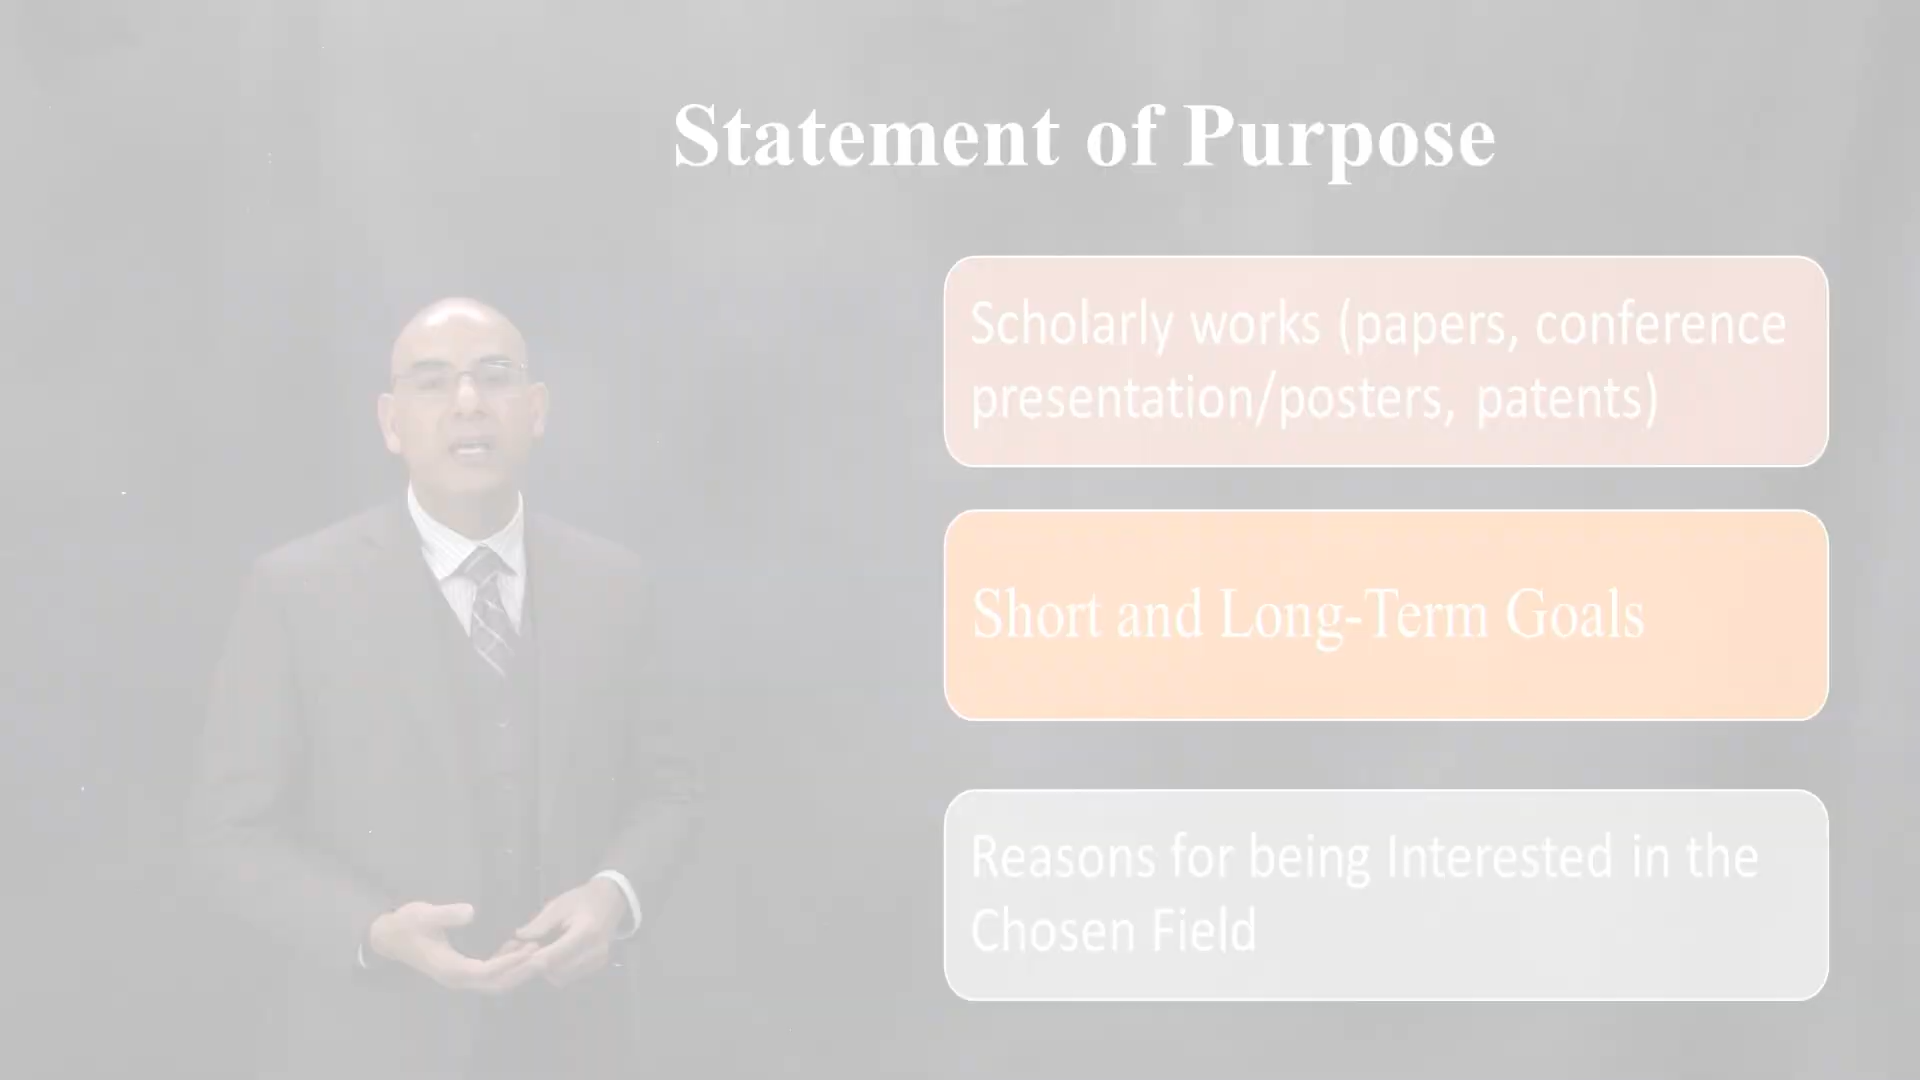 Statement of Purpose
Scholarly works (papers, conference
presentation/posters, patents)
Short and Long-Term Goals
Reasons for being Interested in the
Chosen Field